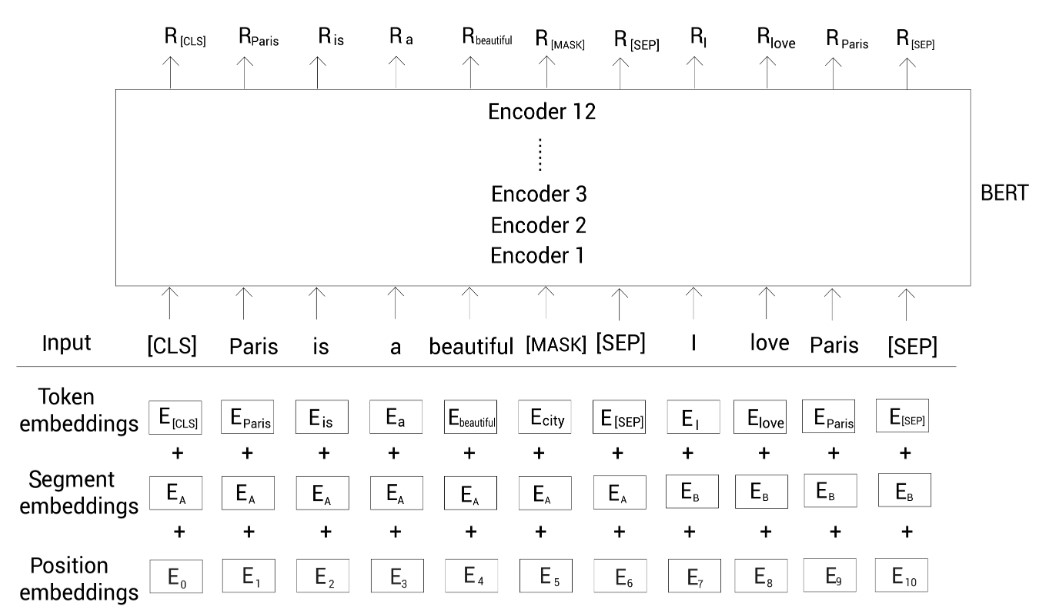 R[CLS] RParis Ris Ra Rbeautiful R[MASK] R[SEP] RI Rlove RParis R[SEP]
Encoder 12
Encoder 3
BERT
Encoder 2
Encoder 1
Input [CLS] Paris is a beautiful [MASK] [SEP] I love Paris [SEP]
Token
embeddings E[CLS] EParis Eis Ea Ebeautiful Ecity E[SEP] EI Elove EParis E[SEP]
+ + + + + + + + + + +
Segment
embeddings EA EA EA EA EA EA EA EB EB EB EB
+ + + + + + + + + + +
Position
embeddings E0 E1 E2 E3 E4 E5 E6 E7 E8 E9 E10